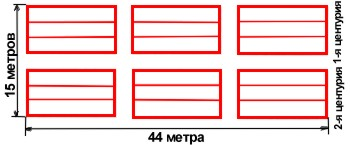 15 метров
1-я центурия
2-я центурия
44 метра